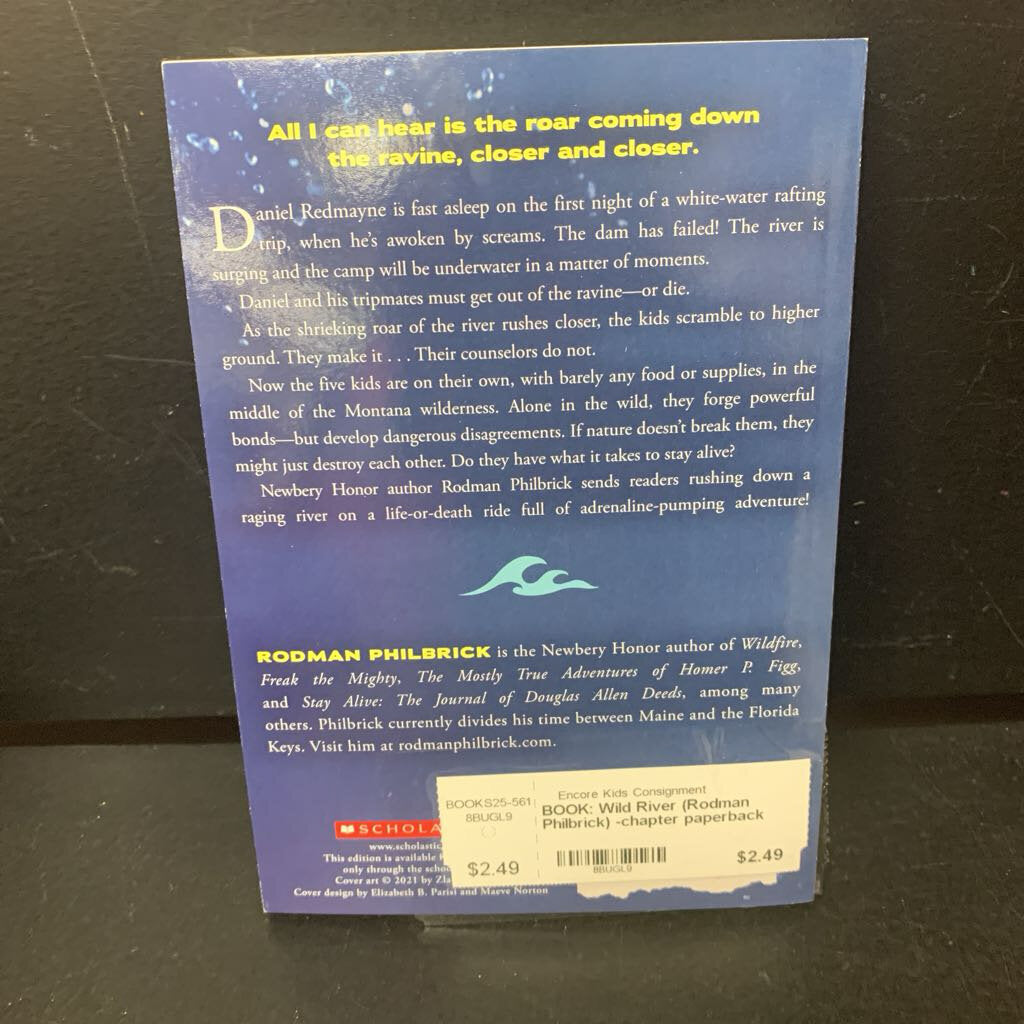 All I can hear is the roar coming down
the ravine, closer and closer.
Daniel Redmayne is fast asleep on the first night of a white-water rafting
trip, when he's awoken by screams. The dam has failed! The river is
surging and the camp will be underwater in a matter of moments.
Daniel and his tripmates must get out of the ravine—or die.
As the shrieking roar of the river rushes closer, the kids scramble to higher
ground. They make it . . . Their counselors do not.
Now the five kids are on their own, with barely any food or supplies, in the
middle of the Montana wilderness. Alone in the wild, they forge powerful
bonds—but develop dangerous disagreements. If nature doesn't break them, they
might just destroy each other. Do they have what it takes to stay alive?
Newbery Honor author Rodman Philbrick sends readers rushing down a
raging river on a life-or-death ride full of adrenaline-pumping adventure!
RODMAN PHILBRICK is the Newbery Honor author of Wildfire,
Freak the Mighty, The Mostly True Adventures of Homer P. Figg,
and Stay Alive: The Journal of Douglas Allen Deeds, among many
others. Philbrick currently divides his time between Maine and the Florida
Keys. Visit him at rodmanphilbrick.com.
SCHOLA
www.scholastic.
This edition is available
only through the scho
Cover art © 2021 by Zla
Cover design by Elizabeth B. Parisi and Maeve Norton
BOOKS25-561
8BUGL9
$2.49
Encore Kids Consignment
BOOK: Wild River (Rodman
Philbrick) -chapter paperback
8BUGL9
$2.49